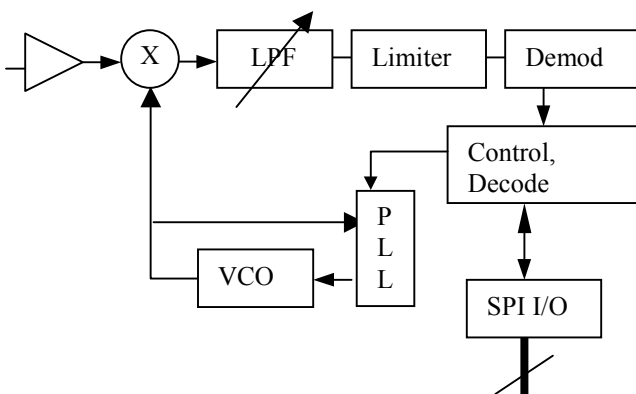 X
LPF
Limiter
Demod
Control,
Decode
P
L
L
VCO
SPI I/O